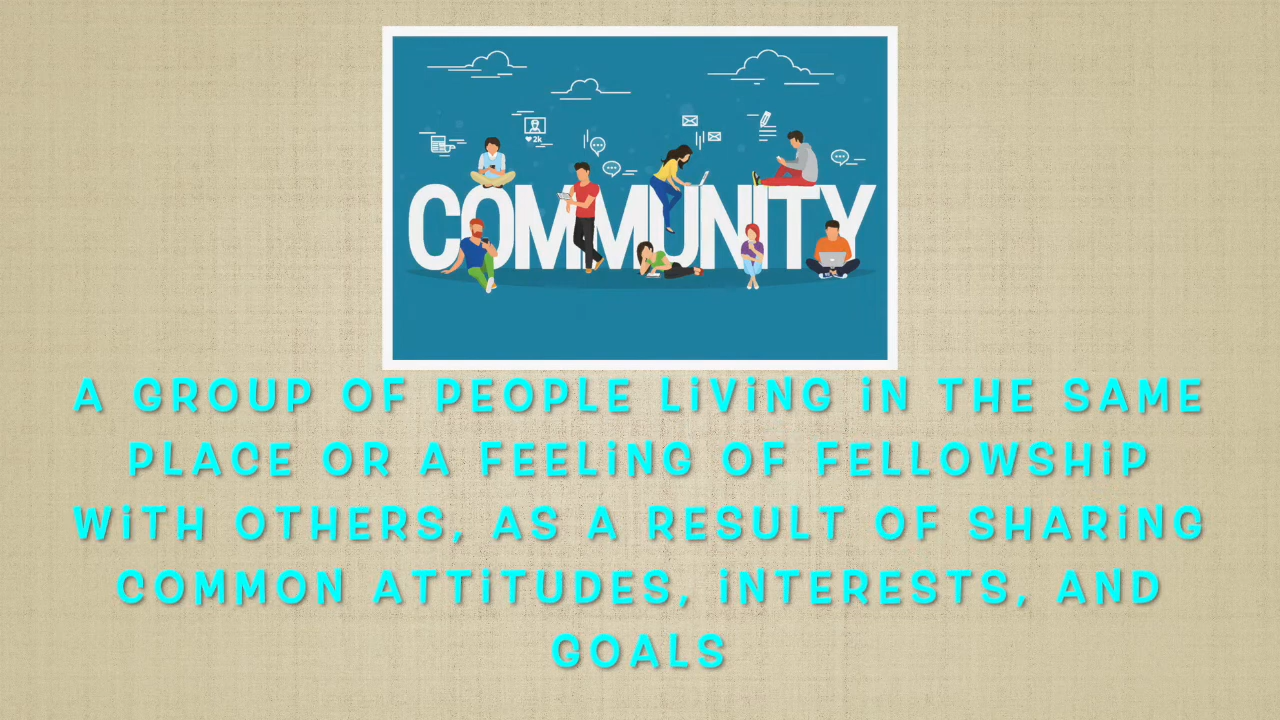 2k
COMMUNITY
A GROUP OF PEOPLE LiViNG iN THE SAME
PLACE OR A FEELiNG OF FELLOWSHiP
WiTH OTHERS, AS A RESULT OF SHARiNG
COMMON ATTiTUDES, iNTERESTS, AND
GOALS